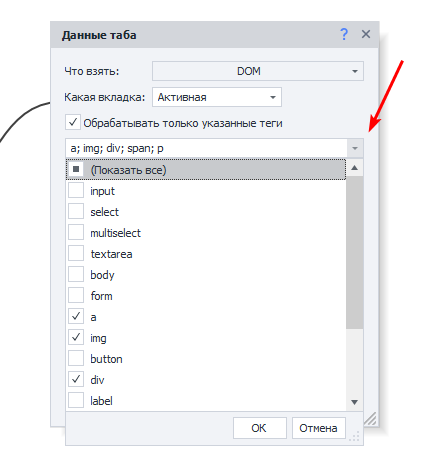 Данные таба ?
Что взять: DOM
Какая вкладка: Активная
Обрабатывать только указанные теги
a; img; div; span; p
(Показать все)
input
select
multiselect
textarea
body
form
a
img
button
div
label
OK Отмена